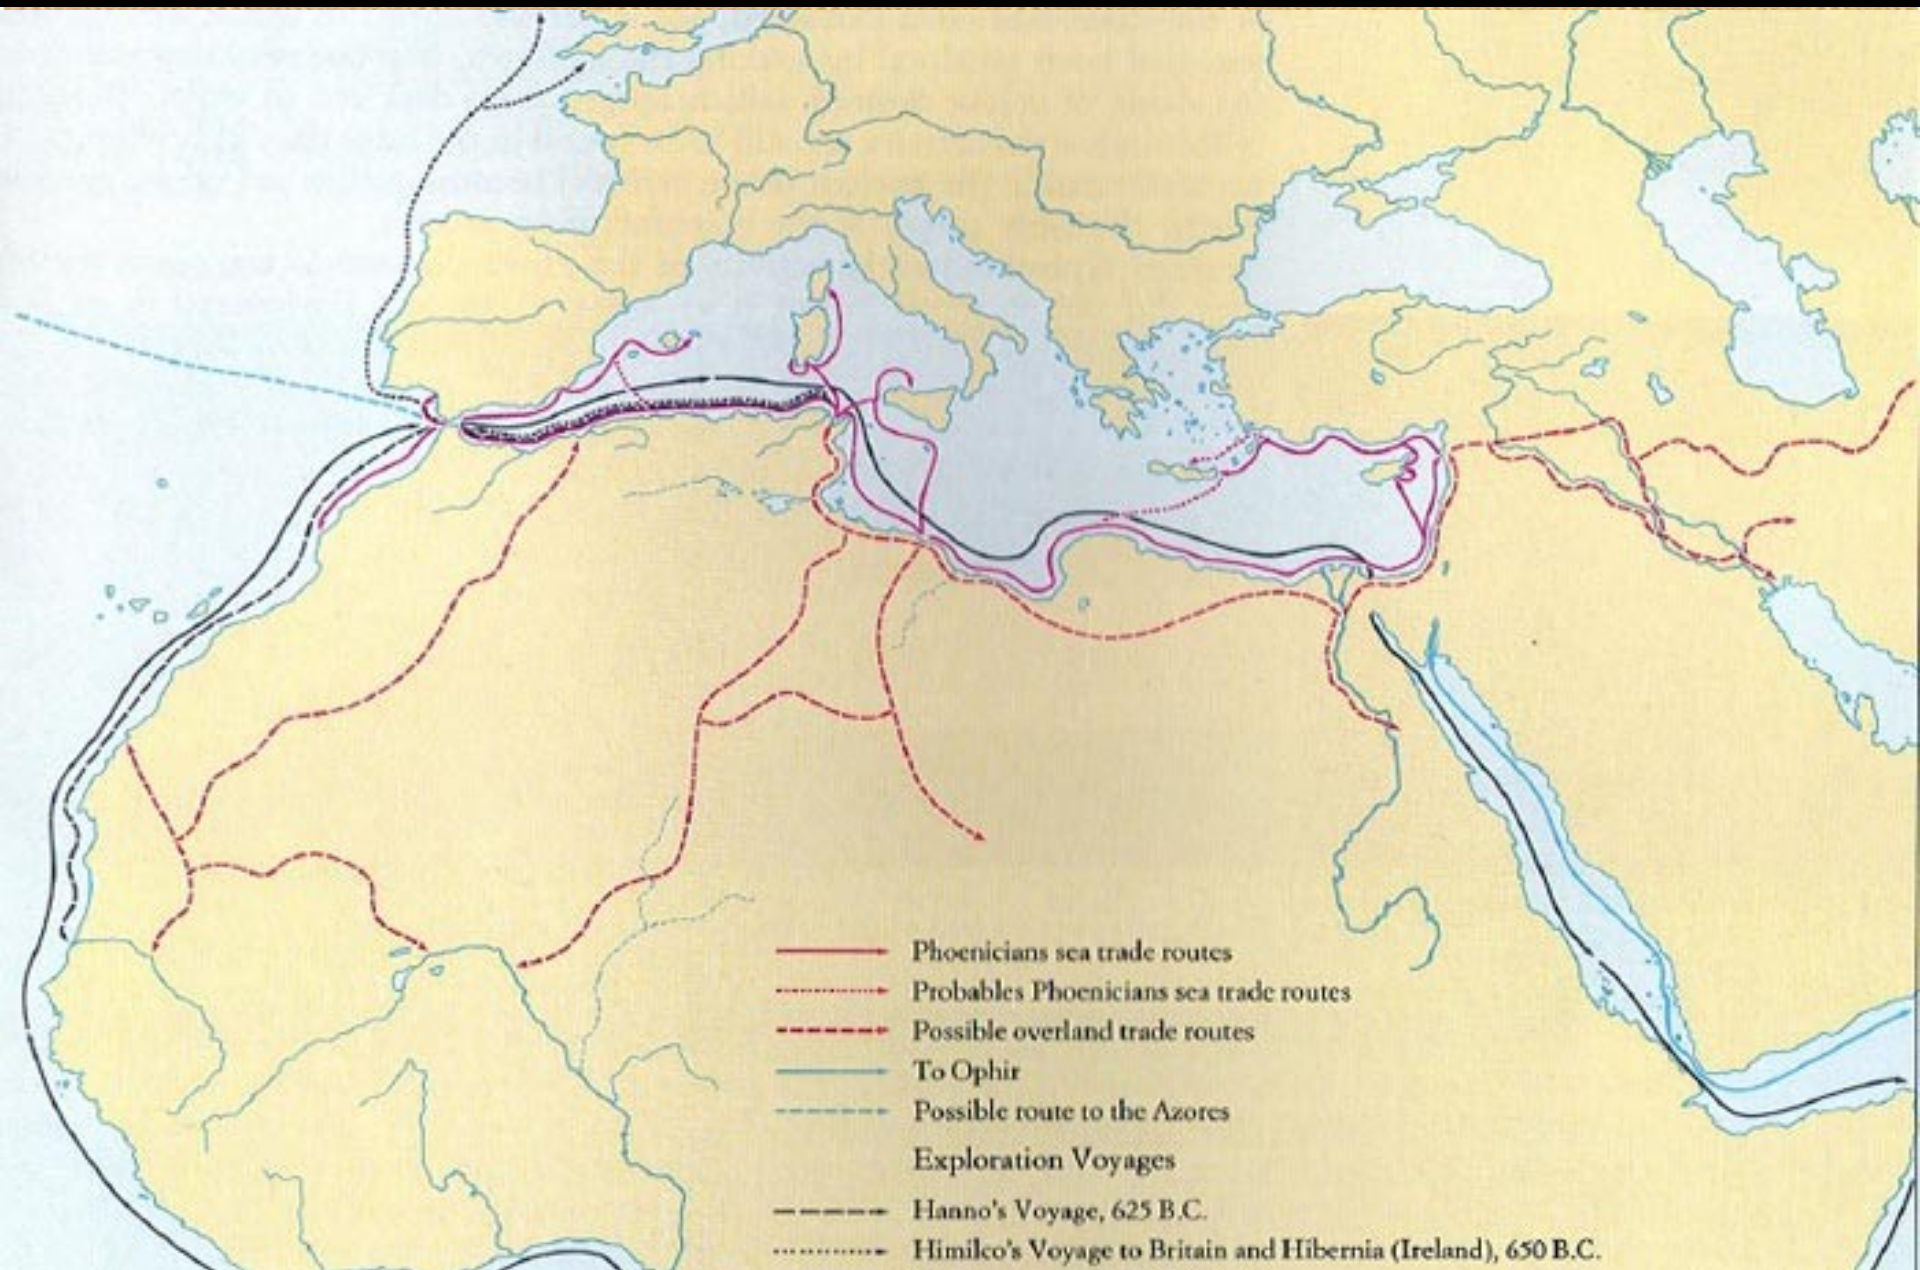 Phoenicians sea trade routes
Probables Phoenicians sea trade routes
Possible overland trade routes
To Ophir
Possible route to the Azores
Exploration Voyages
Hanno's Voyage, 625 B.C.
Himilco's Voyage to Britain and Hibernia (Ireland), 650 B.C.